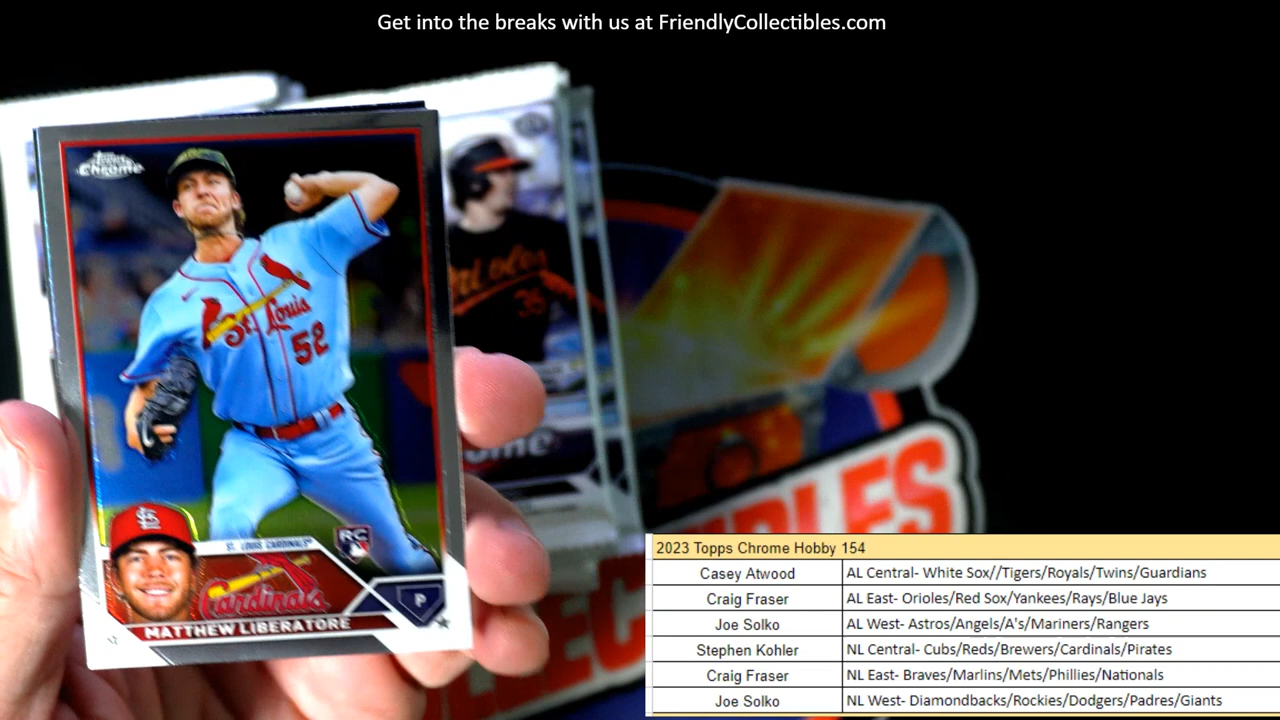 Get into the breaks with us at FriendlyCollectibles.com
Topps Chrome
Orioles
35
St. Louis
52
RC
ST. LOUIS CARDINALS
Cardinals
P
MATTHEW LIBERATORE
2023 Topps Chrome Hobby 154
Casey Atwood AL Central- White Sox//Tigers/Royals/Twins/Guardians
Craig Fraser AL East- Orioles/Red Sox/Yankees/Rays/Blue Jays
Joe Solko AL West- Astros/Angels/A's/Mariners/Rangers
Stephen Kohler NL Central- Cubs/Reds/Brewers/Cardinals/Pirates
Craig Fraser NL East- Braves/Marlins/Mets/Phillies/Nationals
Joe Solko NL West- Diamondbacks/Rockies/Dodgers/Padres/Giants